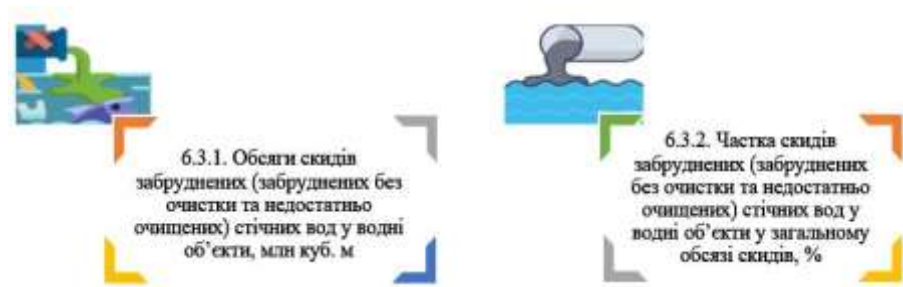 6.3.1. Обсяги скидів
забруднених (забруднених без
очистки та недостатньо
очищених) стічних вод у водні
об’єкти, млн куб. м
6.3.2. Частка скидів
забруднених (забруднених
без очистки та недостатньо
очищених) стічних вод у
водні об’єкти у загальному
обсязі скидів, %